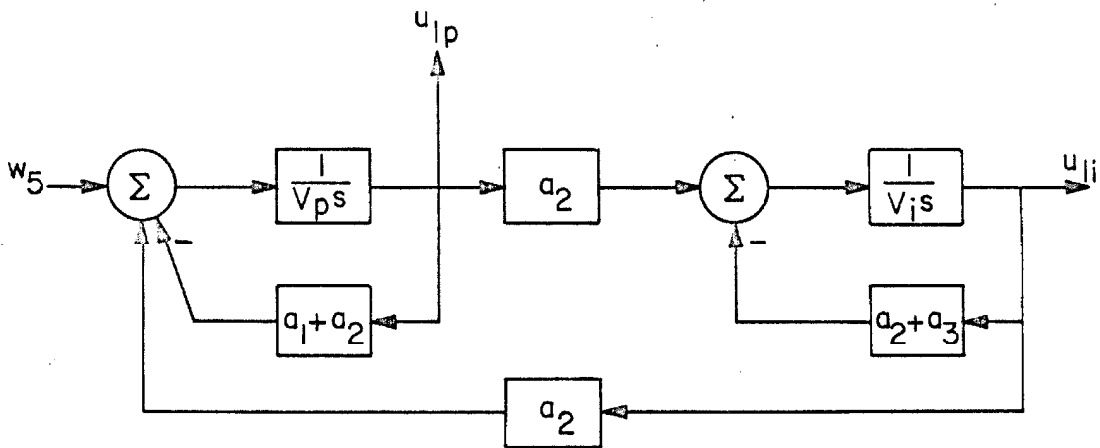 u₁p
w₅
Σ
1/Vₚs
a₂
Σ
1/Vᵢs
u₁ᵢ
−
−
a₁+a₂
a₂+a₃
a₂